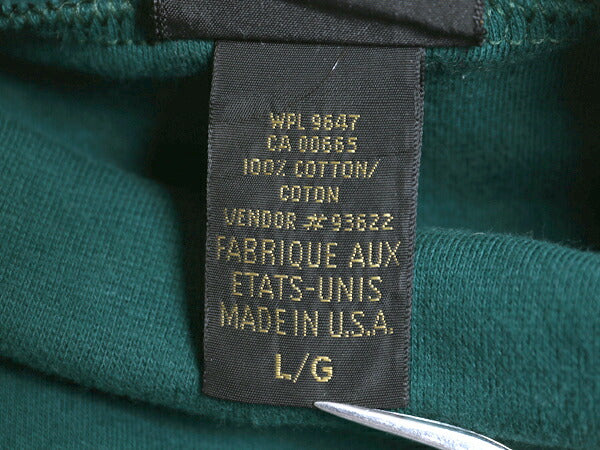 WPL 9647
CA 00665
100% COTTON/
COTON
VENDOR #93622
FABRIQUE AUX
ETATS-UNIS
MADE IN U.S.A.
L/G